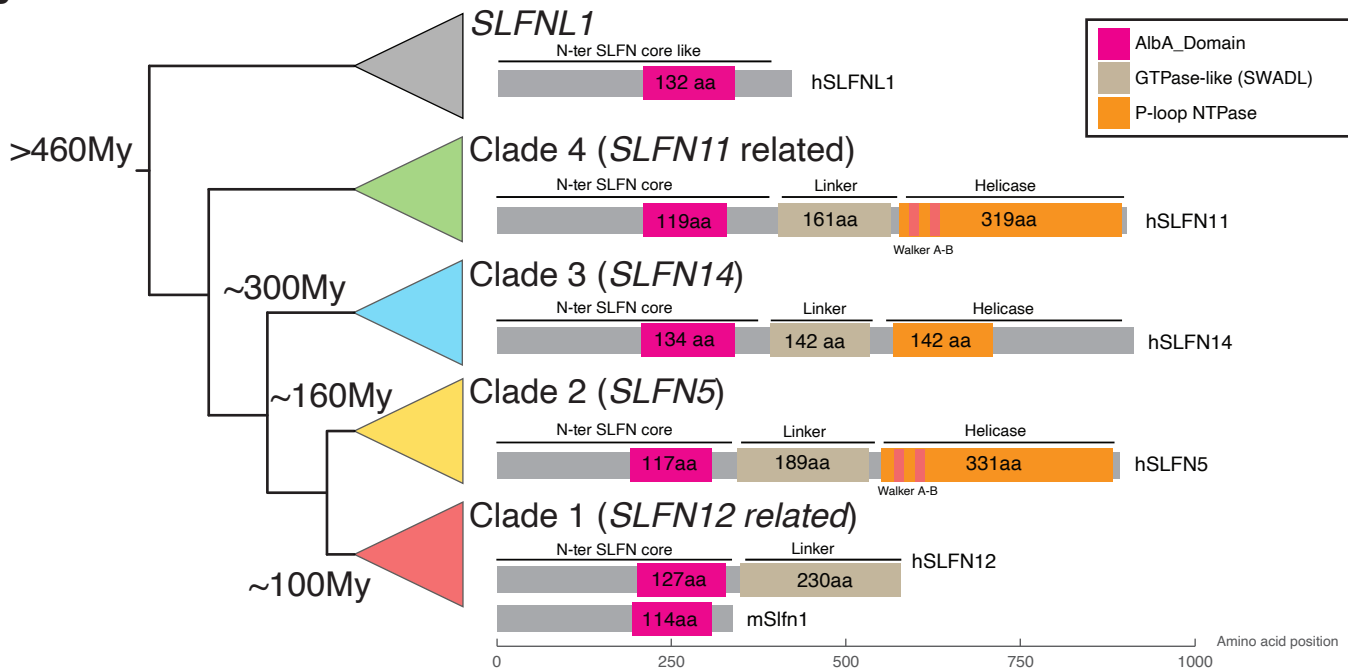 SLFNL1
N-ter SLFN core like
132 aa
hSLFNL1
AlbA_Domain
GTPase-like (SWADL)
P-loop NTPase
>460My
Clade 4 (SLFN11 related)
N-ter SLFN core
Linker
Helicase
119aa
161aa
319aa
hSLFN11
Walker A-B
~300My
Clade 3 (SLFN14)
N-ter SLFN core
Linker
Helicase
134 aa
142 aa
142 aa
hSLFN14
~160My
Clade 2 (SLFN5)
N-ter SLFN core
Linker
Helicase
117aa
189aa
331aa
hSLFN5
Walker A-B
~100My
Clade 1 (SLFN12 related)
N-ter SLFN core
Linker
hSLFN12
127aa
230aa
114aa
mSlfn1
Amino acid position
0
250
500
750
1000